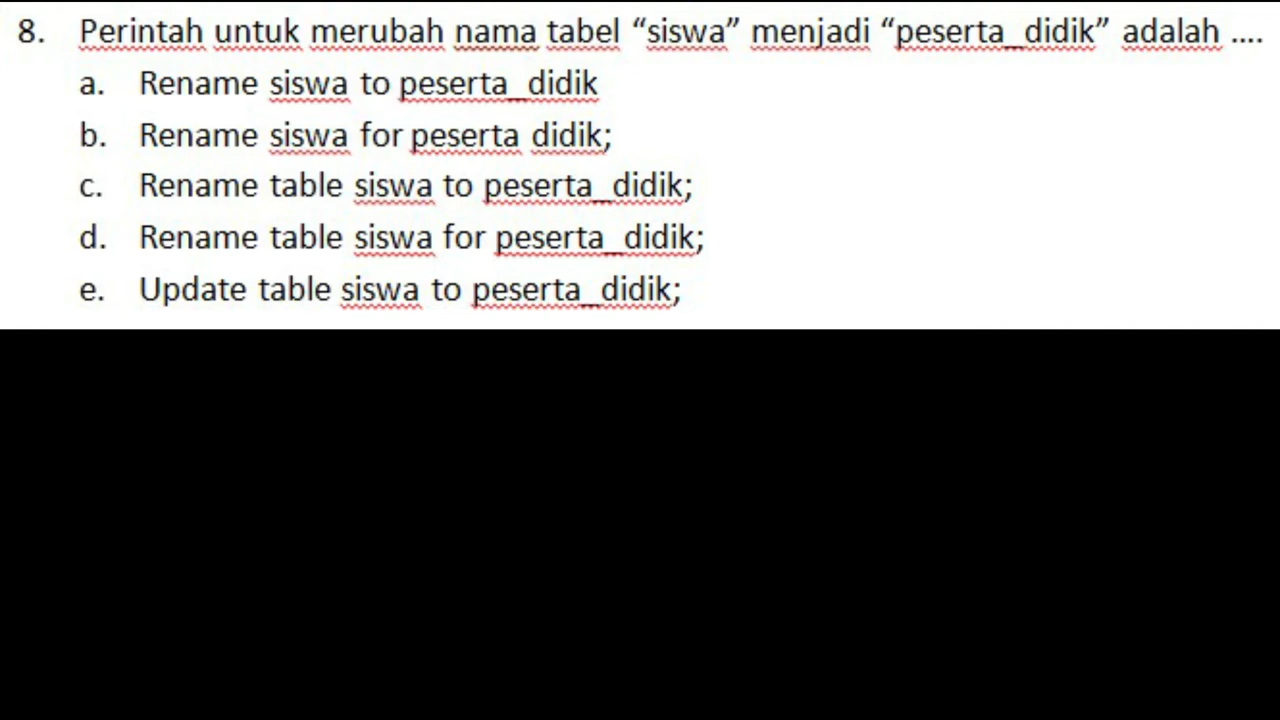 8. Perintah untuk merubah nama tabel “siswa” menjadi “peserta_didik” adalah ....
a. Rename siswa to peserta_didik
b. Rename siswa for peserta didik;
c. Rename table siswa to peserta_didik;
d. Rename table siswa for peserta_didik;
e. Update table siswa to peserta_didik;